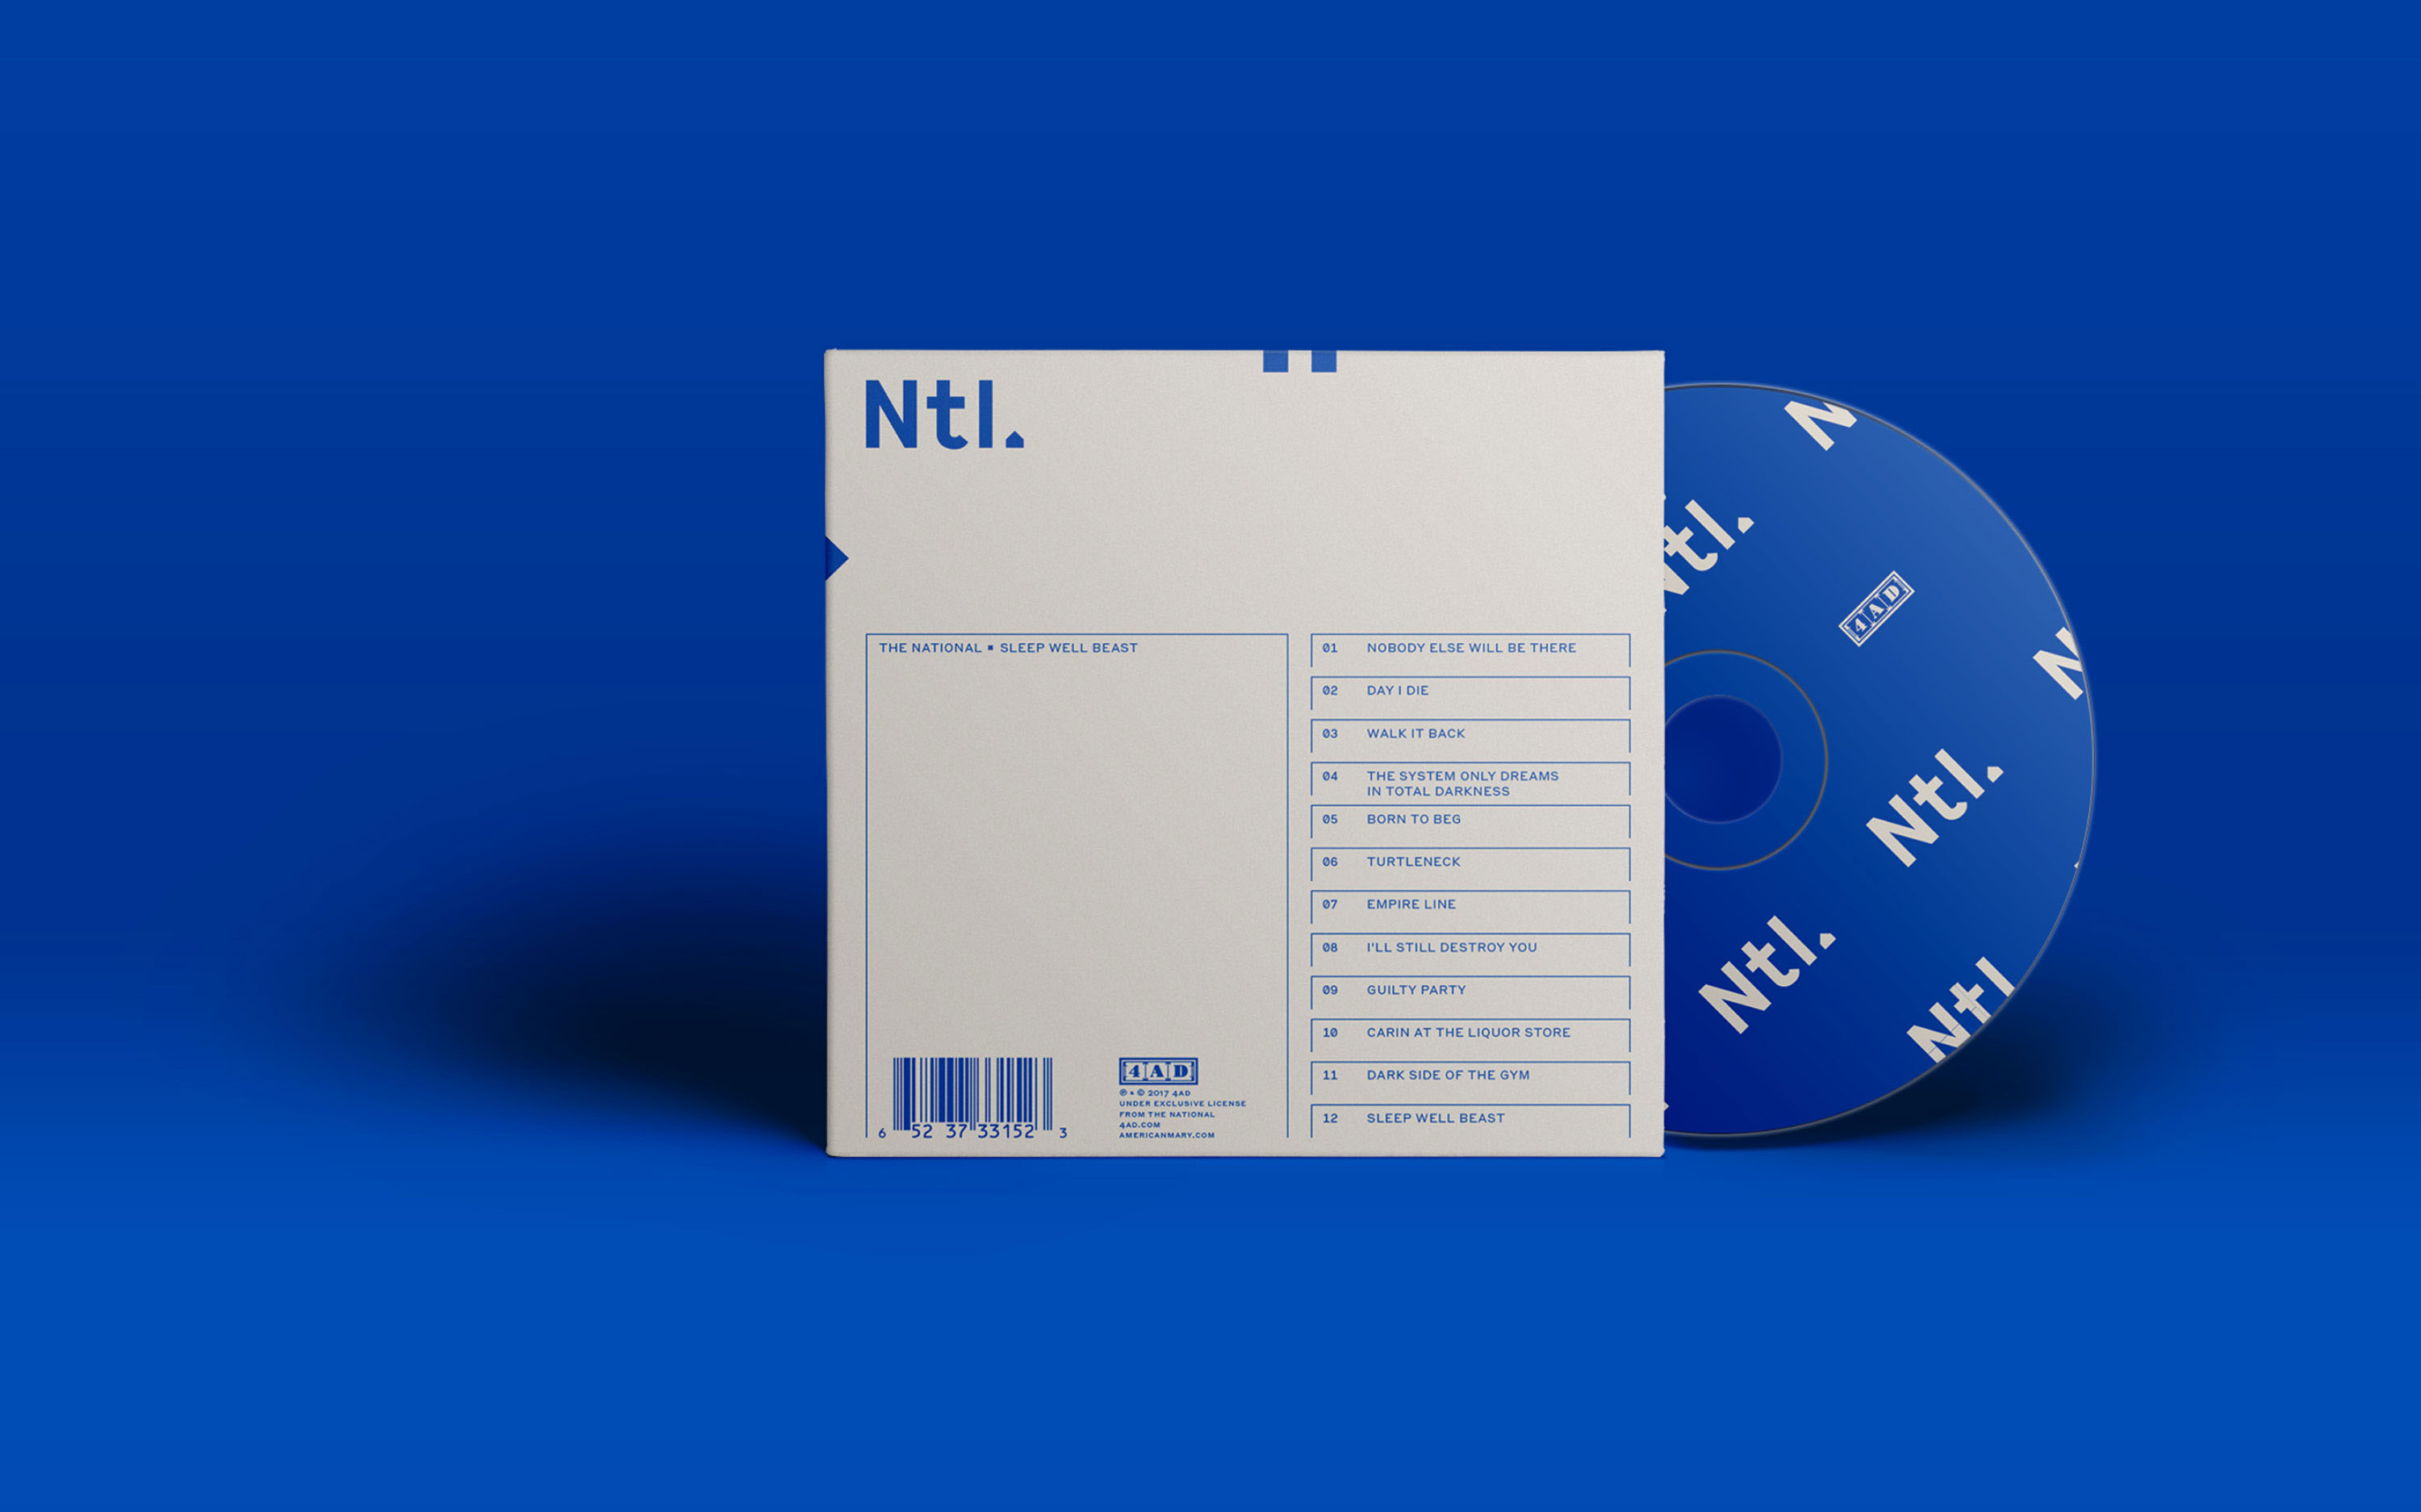 Ntl.
THE NATIONAL ▪ SLEEP WELL BEAST
6 52 37 33152 3
4AD
℗ • © 2017 4AD
UNDER EXCLUSIVE LICENSE
FROM THE NATIONAL
4AD.COM
AMERICANMARY.COM
01 NOBODY ELSE WILL BE THERE
02 DAY I DIE
03 WALK IT BACK
04 THE SYSTEM ONLY DREAMS
IN TOTAL DARKNESS
05 BORN TO BEG
06 TURTLENECK
07 EMPIRE LINE
08 I'LL STILL DESTROY YOU
09 GUILTY PARTY
10 CARIN AT THE LIQUOR STORE
11 DARK SIDE OF THE GYM
12 SLEEP WELL BEAST
N
Ntl.
4AD
N
Ntl.
Ntl.
Ntl